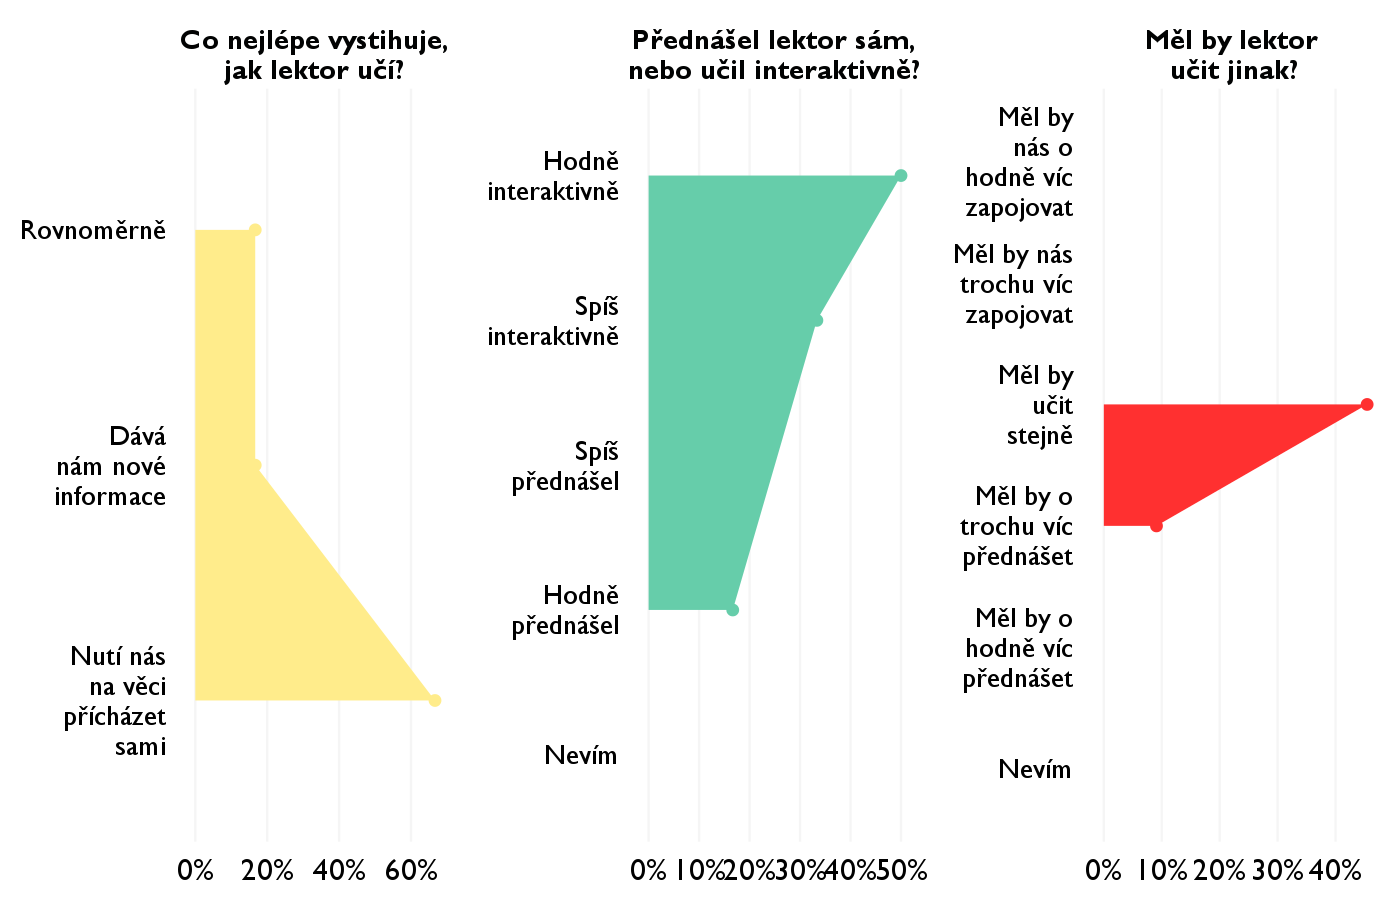 Co nejlépe vystihuje,
jak lektor učí?
Rovnoměrně
Dává
nám nové
informace
Nutí nás
na věci
přícházet
sami
0% 20% 40% 60%
Přednášel lektor sám,
nebo učil interaktivně?
Hodně
interaktivně
Spíš
interaktivně
Spíš
přednášel
Hodně
přednášel
Nevím
0% 10% 20% 30% 40% 50%
Měl by lektor
učit jinak?
Měl by
nás o
hodně víc
zapojovat
Měl by nás
trochu víc
zapojovat
Měl by
učit
stejně
Měl by o
trochu víc
přednášet
Měl by o
hodně víc
přednášet
Nevím
0% 10% 20% 30% 40%